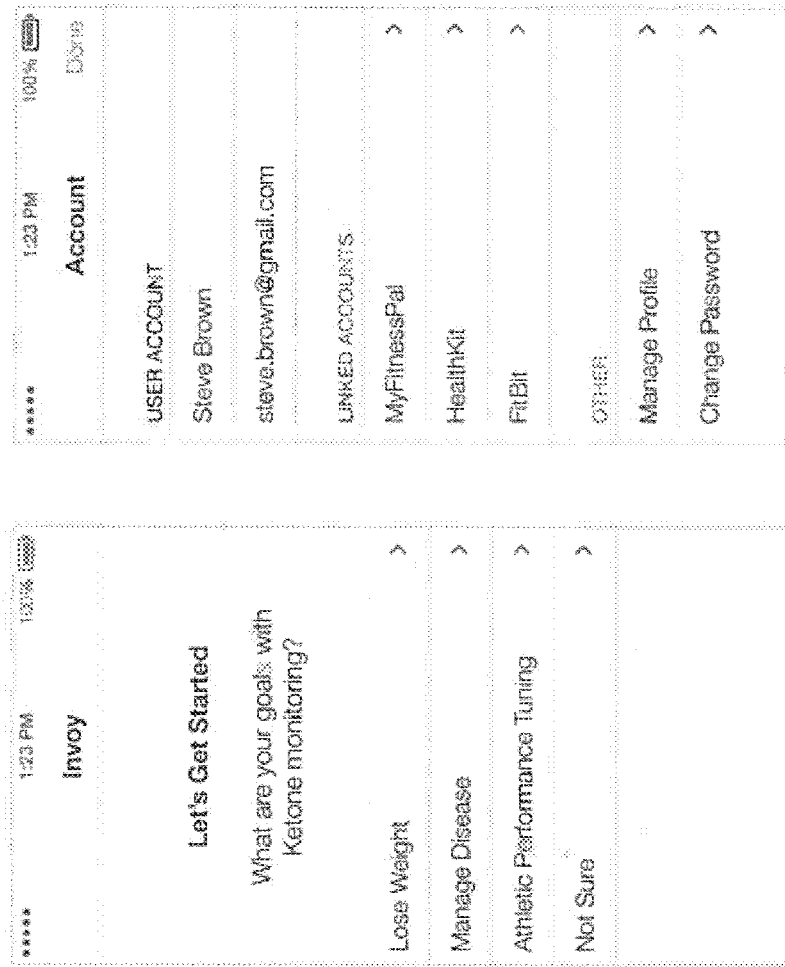 ••••• 1:23 PM 100%
Invoy
Let's Get Started
What are your goals with
Ketone monitoring?
Lose Weight >
Manage Disease >
Athletic Performance Tuning >
Not Sure >
••••• 1:23 PM 100%
Account Done
USER ACCOUNT
Steve Brown
steve.brown@gmail.com
LINKED ACCOUNTS
MyFitnessPal >
HealthKit >
FitBit >
OTHER
Manage Profile >
Change Password >